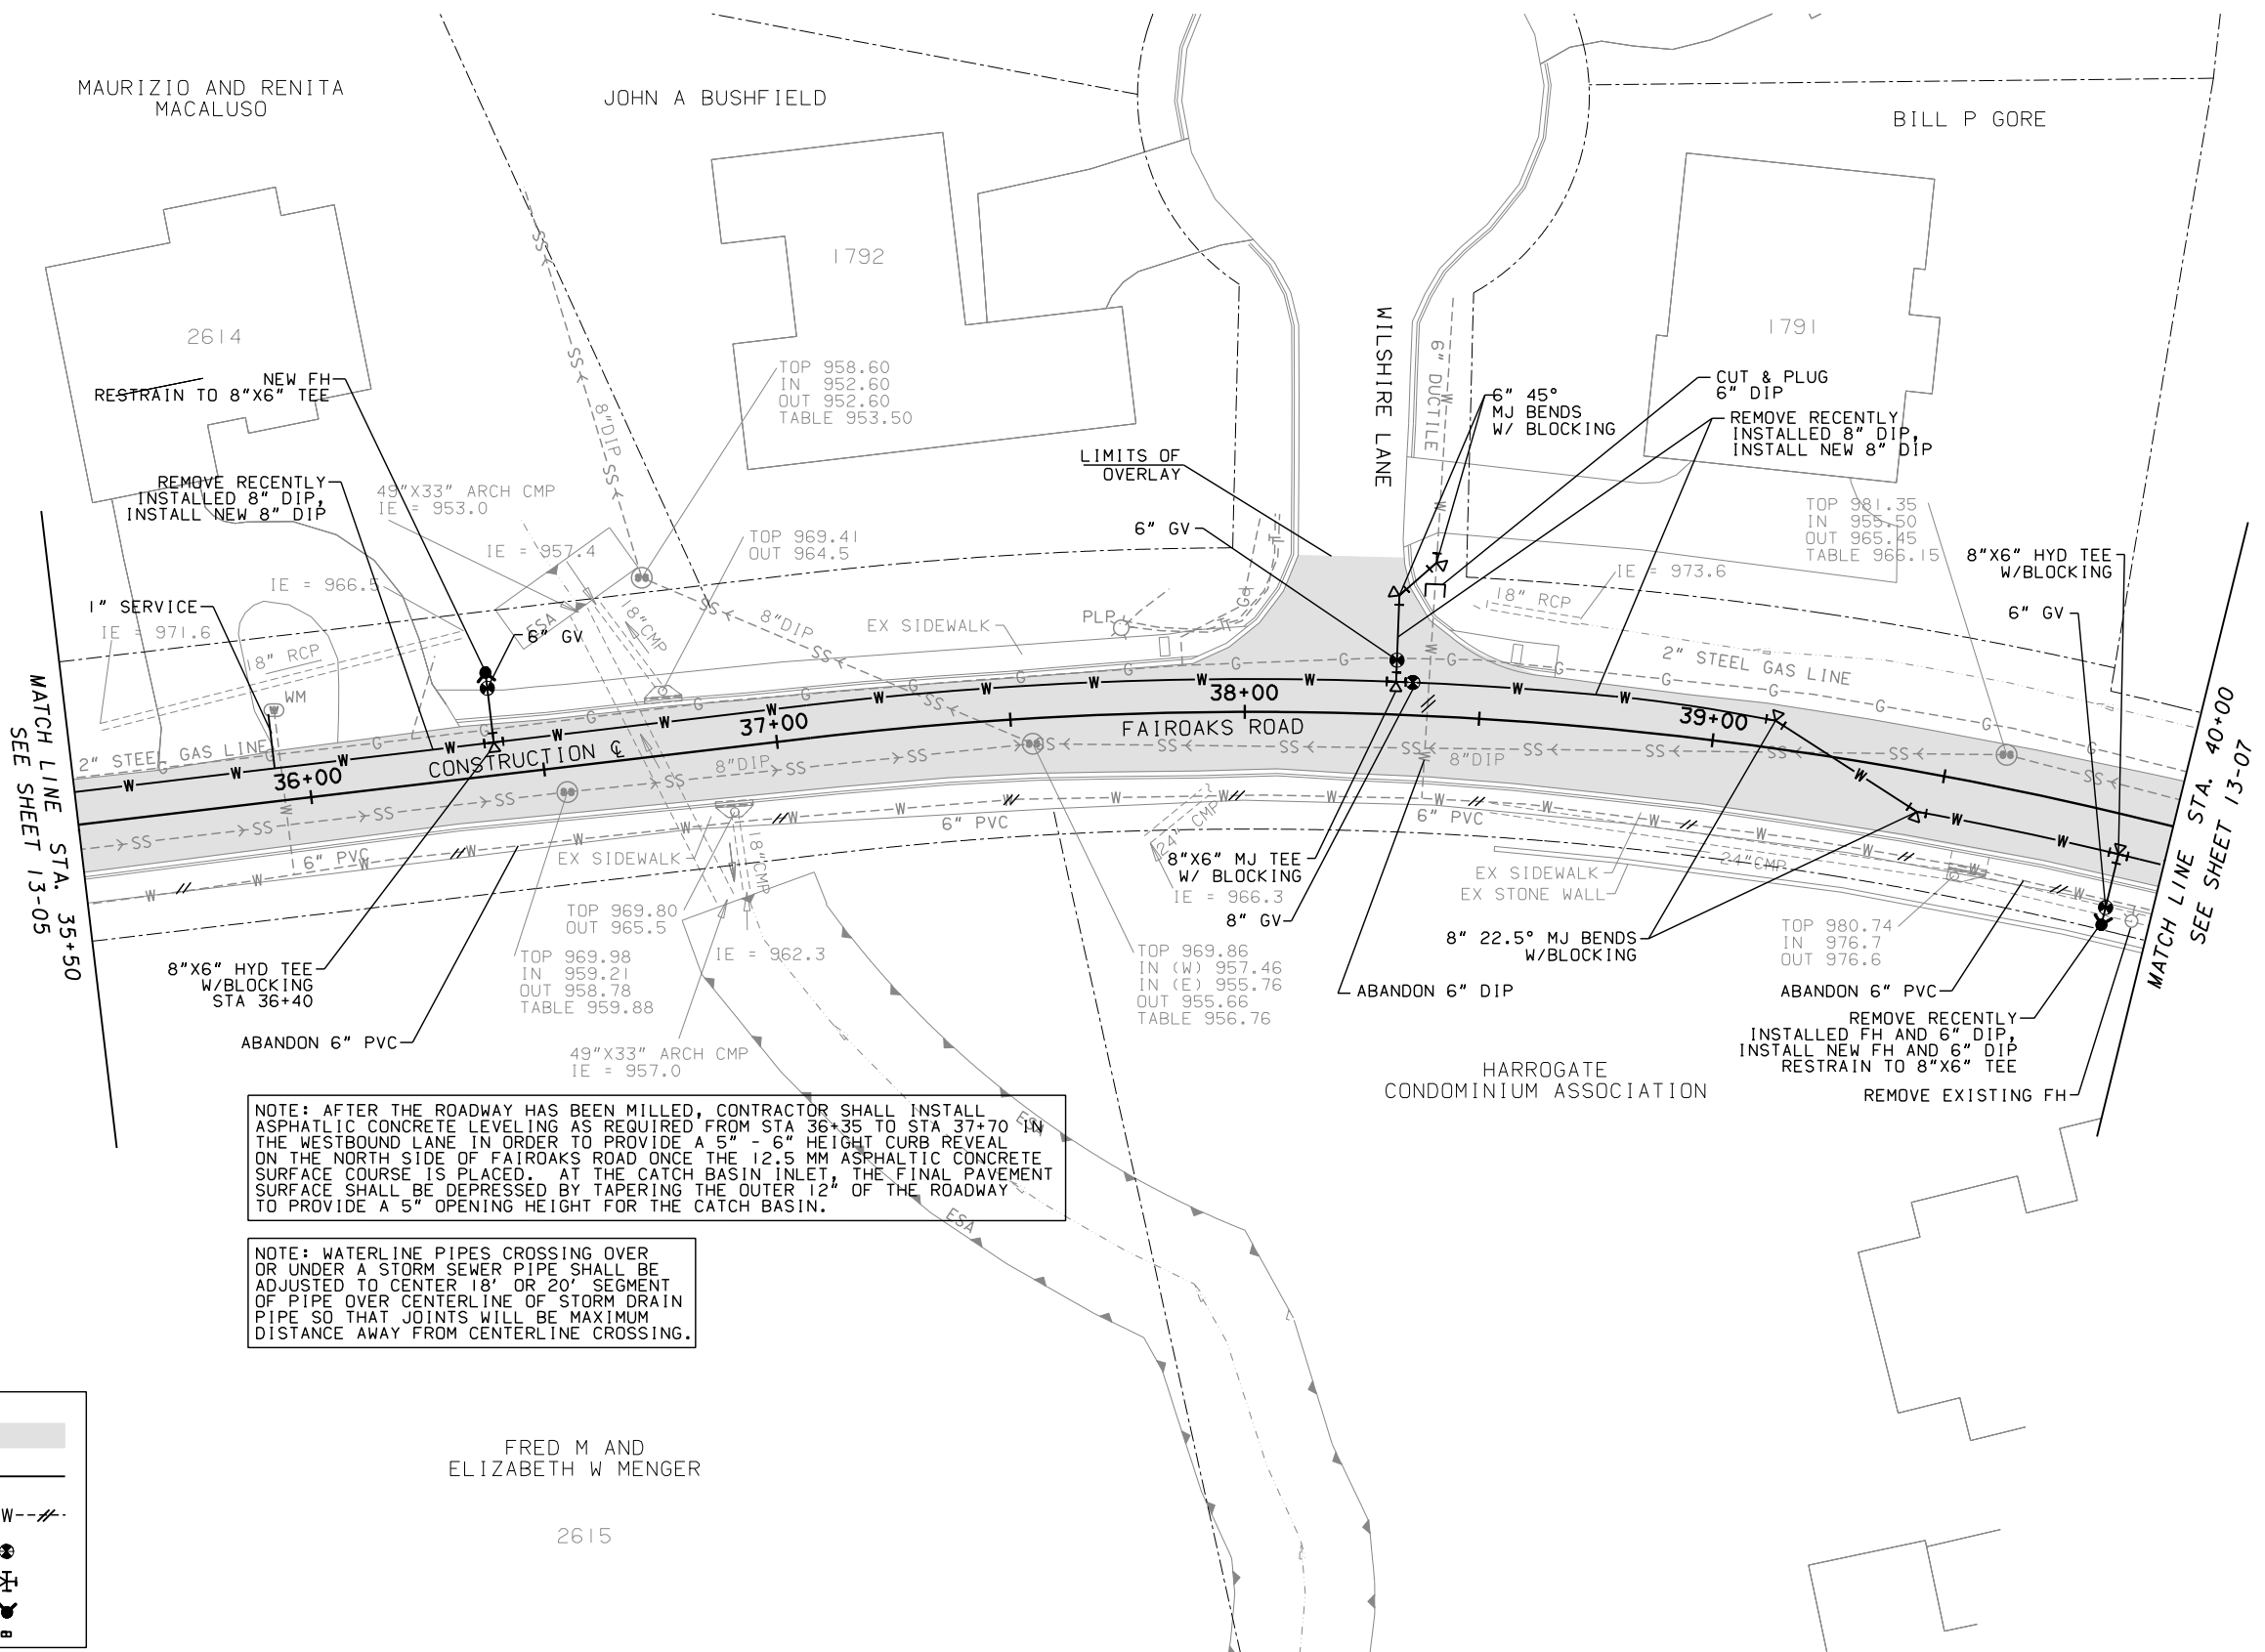 MAURIZIO AND RENITA
MACALUSO
JOHN A BUSHFIELD
BILL P GORE
2614
1792
1791
WILSHIRE LANE
6" DUCTILE
NEW FH
RESTRAIN TO 8"X6" TEE
TOP 958.60
IN 952.60
OUT 952.60
TABLE 953.50
6" 45°
MJ BENDS
W/ BLOCKING
CUT & PLUG
6" DIP
REMOVE RECENTLY
INSTALLED 8" DIP,
INSTALL NEW 8" DIP
LIMITS OF
OVERLAY
REMOVE RECENTLY
INSTALLED 8" DIP,
INSTALL NEW 8" DIP
49"X33" ARCH CMP
IE = 953.0
8"DIP
IE = 957.4
TOP 969.41
OUT 964.5
6" GV
TOP 981.35
IN 955.50
OUT 965.45
TABLE 966.15
8"X6" HYD TEE
W/BLOCKING
IE = 966.5
IE = 973.6
1" SERVICE
IE = 971.6
18" RCP
ESA
6" GV
18"CMP
8"DIP
EX SIDEWALK
PLP
18" RCP
6" GV
2" STEEL GAS LINE
WM
2" STEEL GAS LINE
36+00
CONSTRUCTION ℄
37+00
38+00
FAIROAKS ROAD
39+00
8"DIP
8"DIP
MATCH LINE STA. 35+50
SEE SHEET 13-05
MATCH LINE STA. 40+00
SEE SHEET 13-07
6" PVC
EX SIDEWALK
18"CMP
6" PVC
24" CMP
6" PVC
8"X6" MJ TEE
W/ BLOCKING
IE = 966.3
8" GV
EX SIDEWALK
EX STONE WALL
24"CMP
TOP 969.80
OUT 965.5
TOP 969.98
IN 959.21
OUT 958.78
TABLE 959.88
IE = 962.3
TOP 969.86
IN (W) 957.46
IN (E) 955.76
OUT 955.66
TABLE 956.76
8" 22.5° MJ BENDS
W/BLOCKING
TOP 980.74
IN 976.7
OUT 976.6
8"X6" HYD TEE
W/BLOCKING
STA 36+40
ABANDON 6" DIP
ABANDON 6" PVC
ABANDON 6" PVC
REMOVE RECENTLY
INSTALLED FH AND 6" DIP,
INSTALL NEW FH AND 6" DIP
RESTRAIN TO 8"X6" TEE
REMOVE EXISTING FH
49"X33" ARCH CMP
IE = 957.0
HARROGATE
CONDOMINIUM ASSOCIATION
NOTE: AFTER THE ROADWAY HAS BEEN MILLED, CONTRACTOR SHALL INSTALL
ASPHATLIC CONCRETE LEVELING AS REQUIRED FROM STA 36+35 TO STA 37+70 IN
THE WESTBOUND LANE IN ORDER TO PROVIDE A 5" - 6" HEIGHT CURB REVEAL
ON THE NORTH SIDE OF FAIROAKS ROAD ONCE THE 12.5 MM ASPHALTIC CONCRETE
SURFACE COURSE IS PLACED. AT THE CATCH BASIN INLET, THE FINAL PAVEMENT
SURFACE SHALL BE DEPRESSED BY TAPERING THE OUTER 12" OF THE ROADWAY
TO PROVIDE A 5" OPENING HEIGHT FOR THE CATCH BASIN.
ESA
ESA
NOTE: WATERLINE PIPES CROSSING OVER
OR UNDER A STORM SEWER PIPE SHALL BE
ADJUSTED TO CENTER 18' OR 20' SEGMENT
OF PIPE OVER CENTERLINE OF STORM DRAIN
PIPE SO THAT JOINTS WILL BE MAXIMUM
DISTANCE AWAY FROM CENTERLINE CROSSING.
FRED M AND
ELIZABETH W MENGER
2615
W